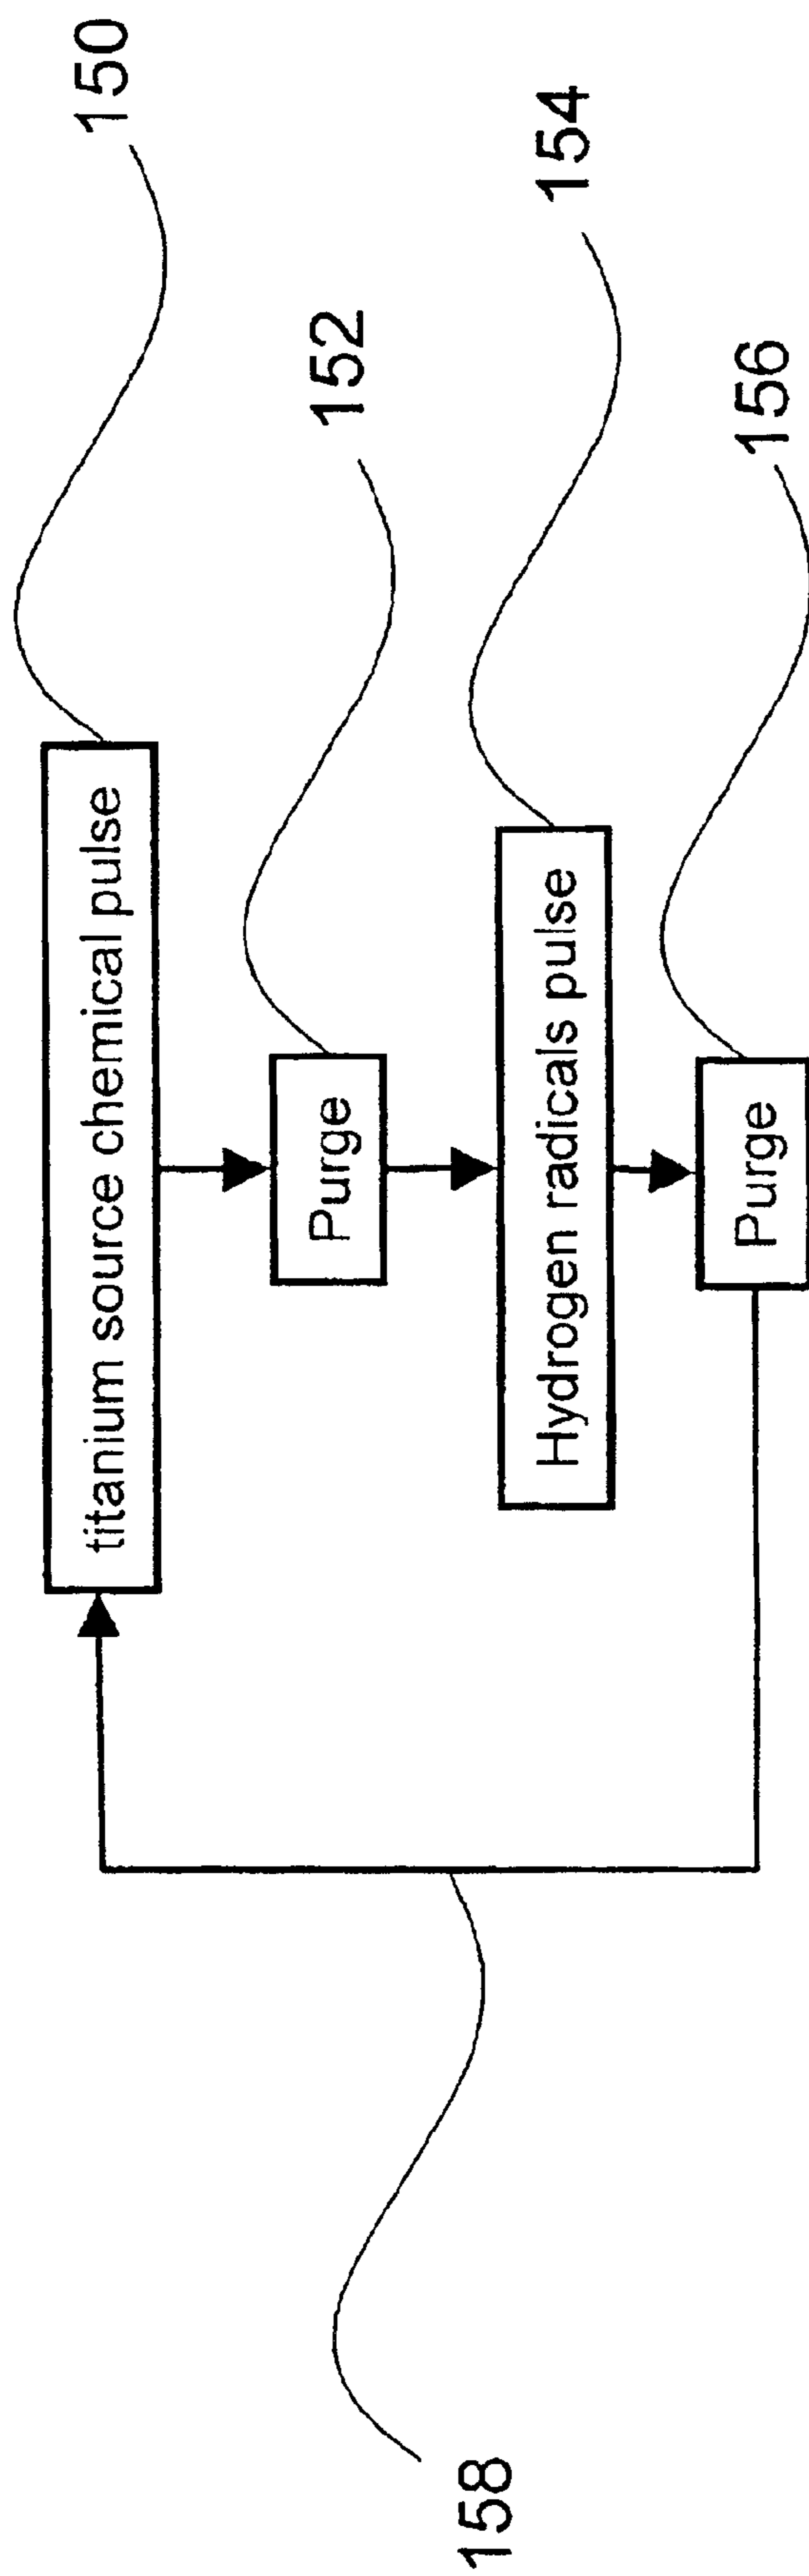 titanium source chemical pulse
150
Purge
152
Hydrogen radicals pulse
154
Purge
156
158